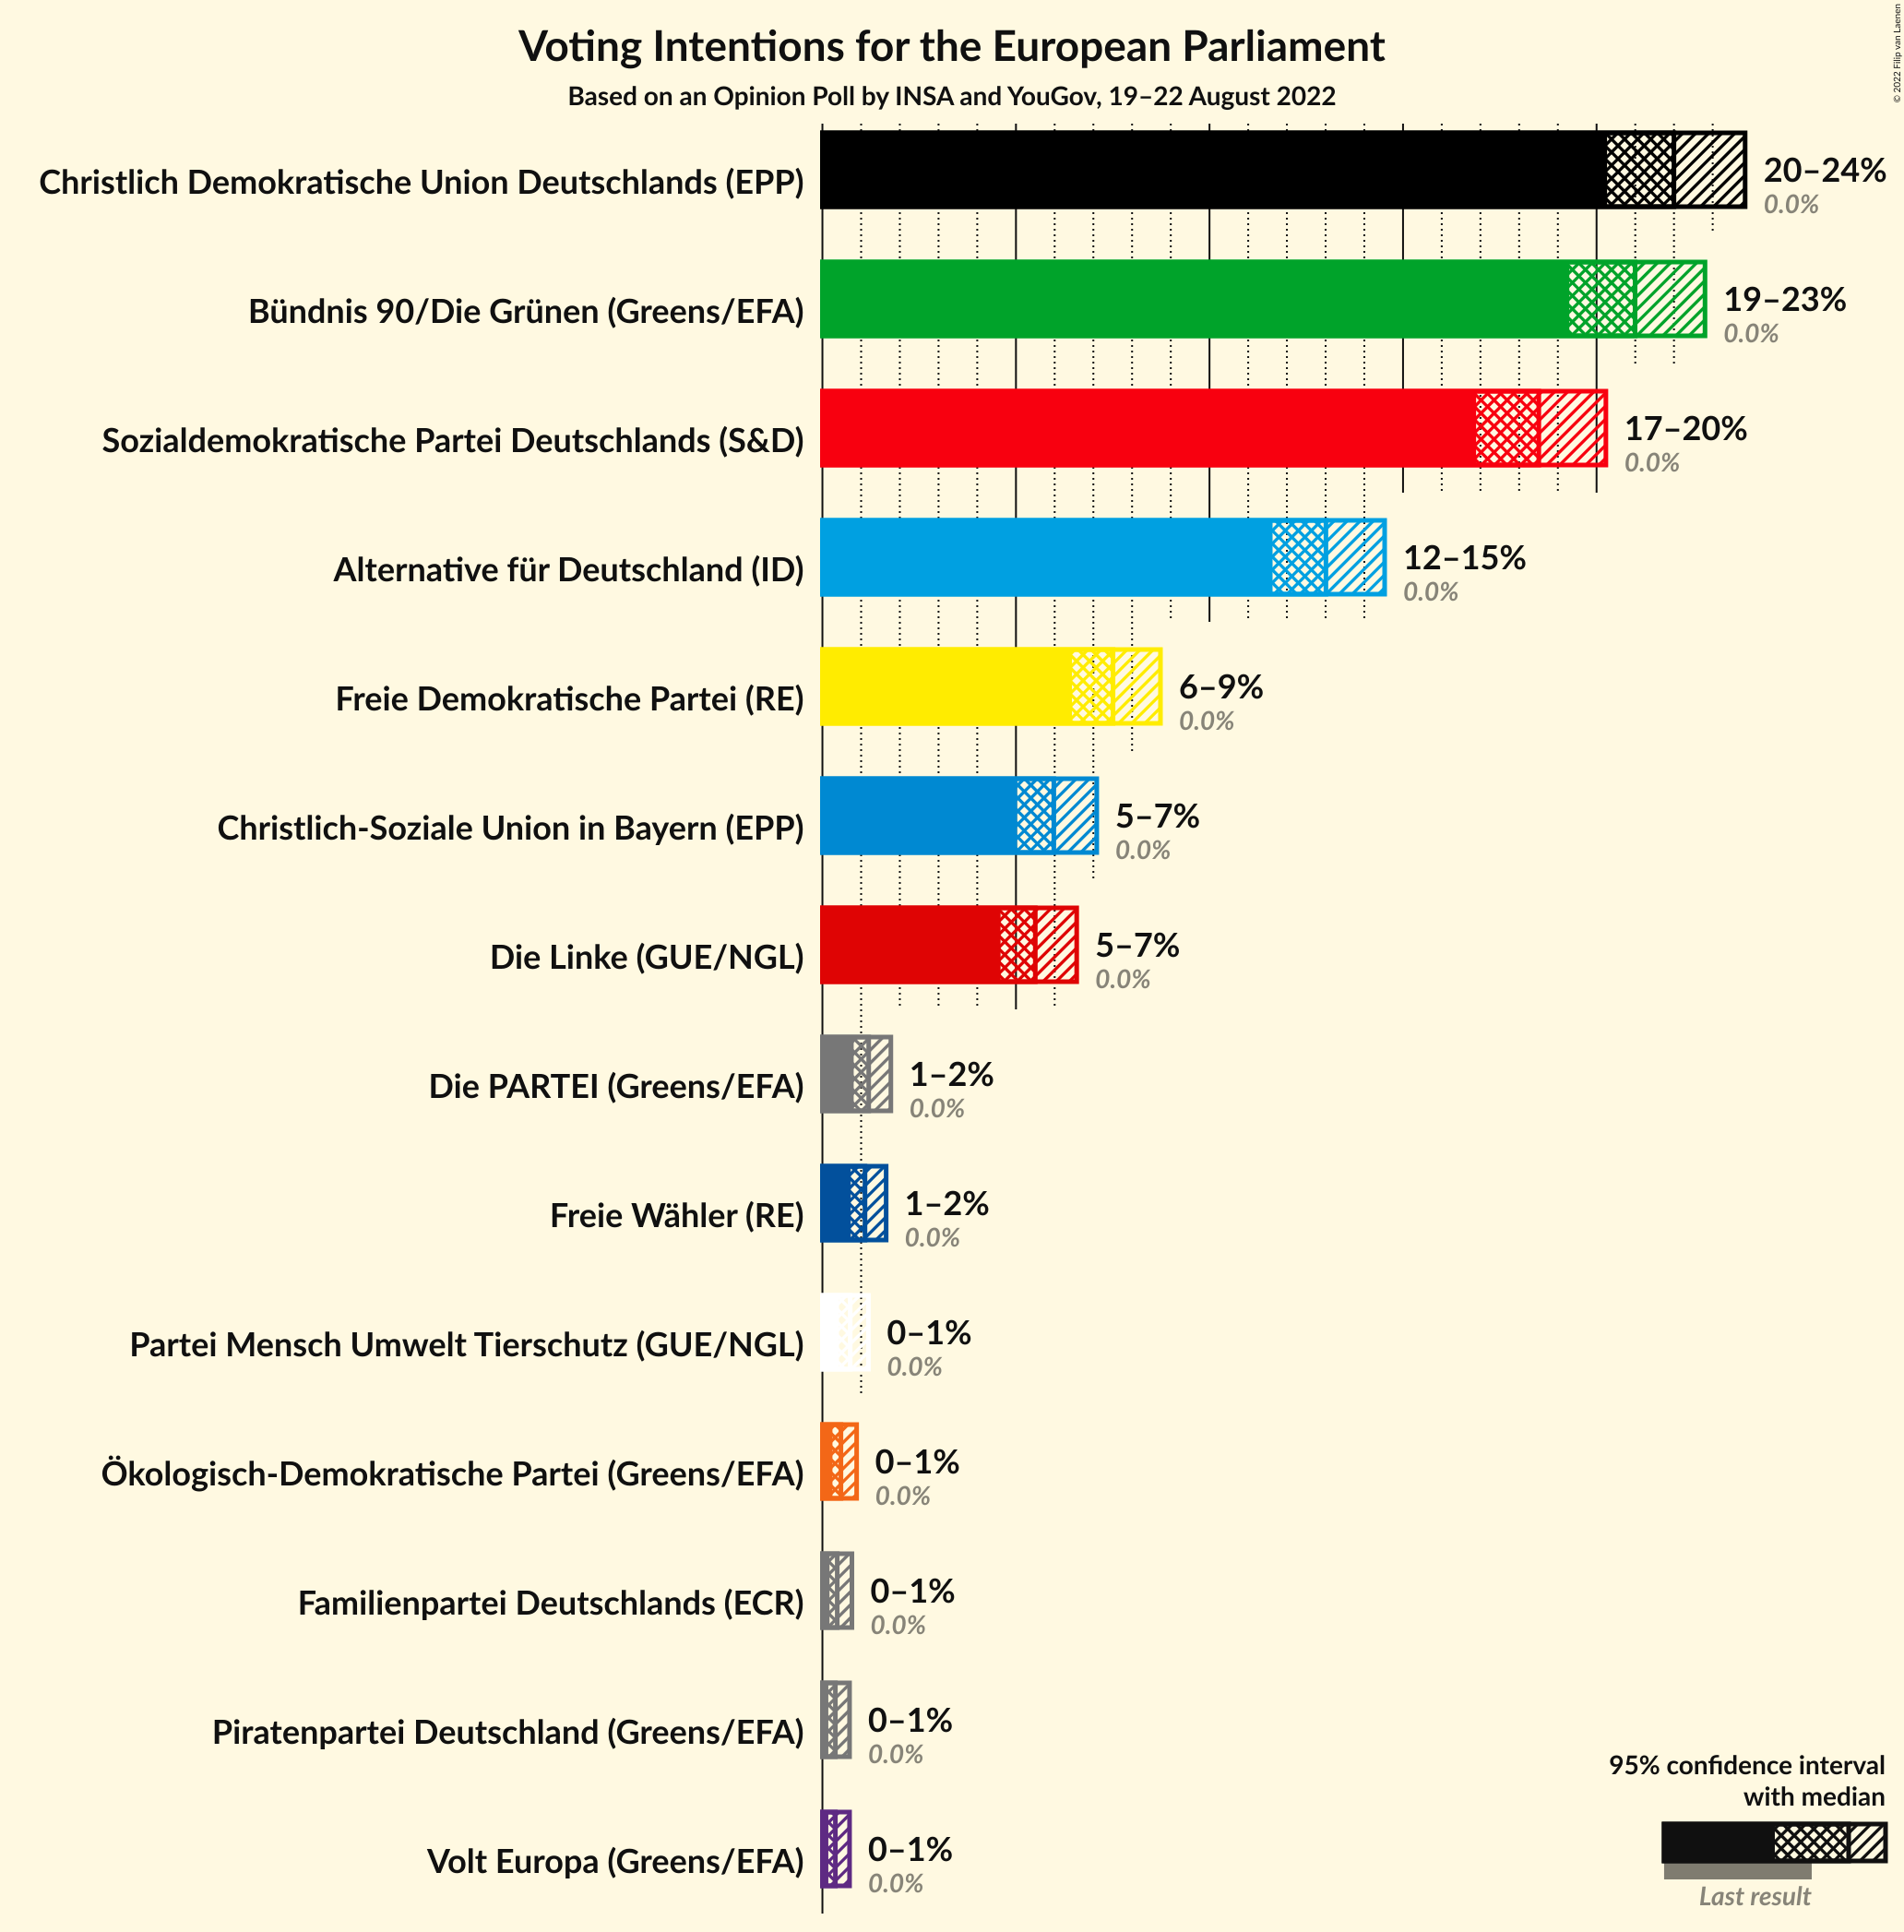 Voting Intentions for the European Parliament
Based on an Opinion Poll by INSA and YouGov, 19–22 August 2022
© 2022 Filip van Laenen
Christlich Demokratische Union Deutschlands (EPP)
20–24%
0.0%
Bündnis 90/Die Grünen (Greens/EFA)
19–23%
0.0%
Sozialdemokratische Partei Deutschlands (S&D)
17–20%
0.0%
Alternative für Deutschland (ID)
12–15%
0.0%
Freie Demokratische Partei (RE)
6–9%
0.0%
Christlich-Soziale Union in Bayern (EPP)
5–7%
0.0%
Die Linke (GUE/NGL)
5–7%
0.0%
Die PARTEI (Greens/EFA)
1–2%
0.0%
Freie Wähler (RE)
1–2%
0.0%
Partei Mensch Umwelt Tierschutz (GUE/NGL)
0–1%
0.0%
Ökologisch-Demokratische Partei (Greens/EFA)
0–1%
0.0%
Familienpartei Deutschlands (ECR)
0–1%
0.0%
Piratenpartei Deutschland (Greens/EFA)
0–1%
0.0%
Volt Europa (Greens/EFA)
0–1%
0.0%
95% confidence interval
with median
Last result